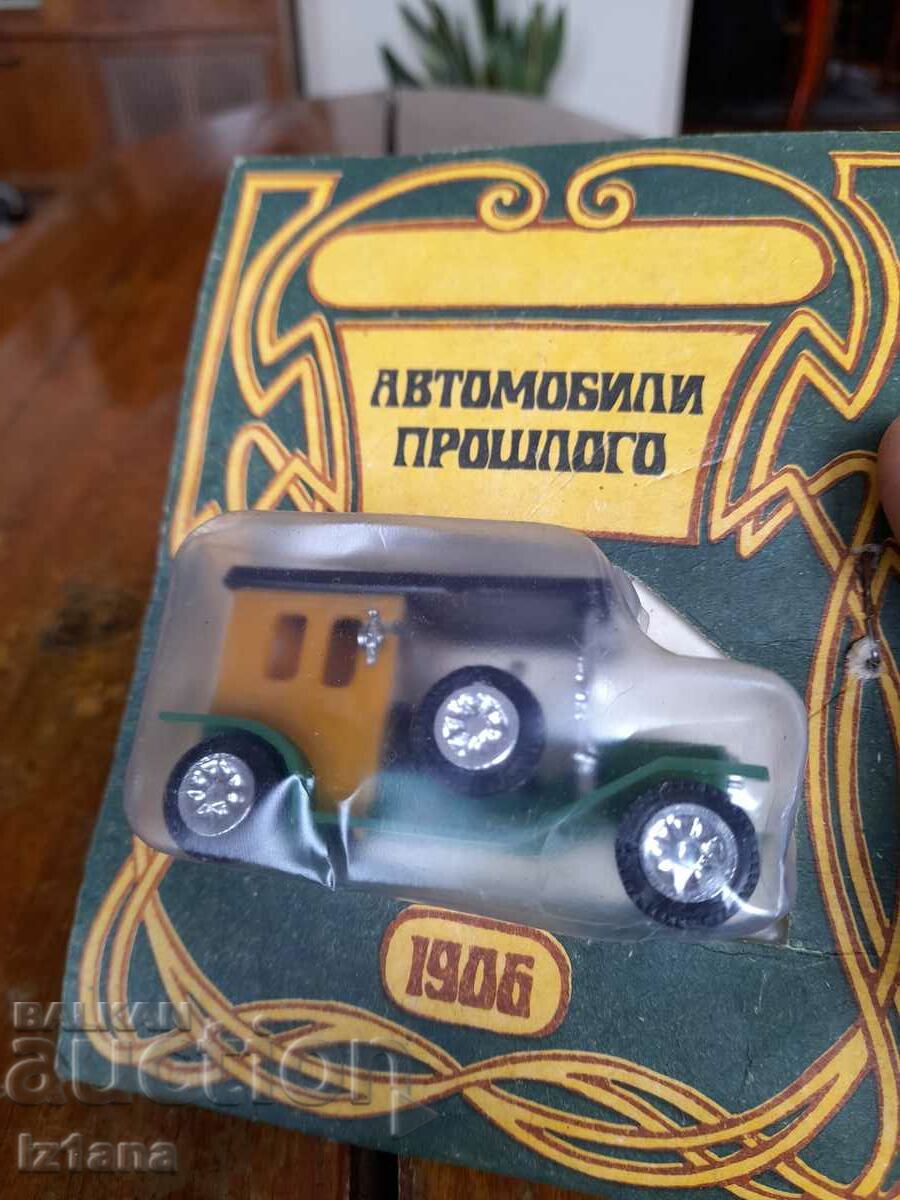 АВТОМОБИЛИ
ПРОШЛОГО
1906
BALKAN
auction
iz1ana